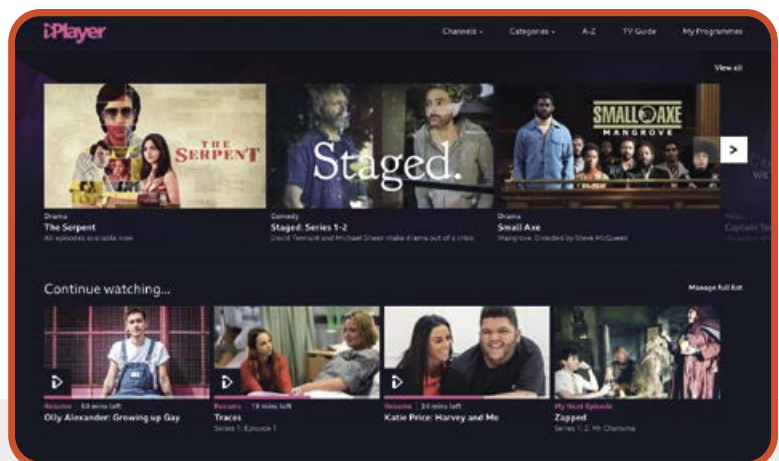 iPlayer
Channels Categories A-Z TV Guide My Programmes
View all
THE
SERPENT
Staged.
SMALL AXE
MANGROVE
>
WE
Drama
The Serpent
All episodes available now
Comedy
Staged: Series 1-2
David Tennant and Michael Sheen make drama out of a crisis
Drama
Small Axe
Mangrove. Directed by Steve McQueen
Captain
Continue watching...
Manage full list
Resume 59 mins left
Olly Alexander: Growing up Gay
Resume 19 mins left
Traces
Series 1: Episode 1
Resume 24 mins left
Katie Price: Harvey and Me
My Next Episode
Zapped
Series 1: 2. Mr Charisma